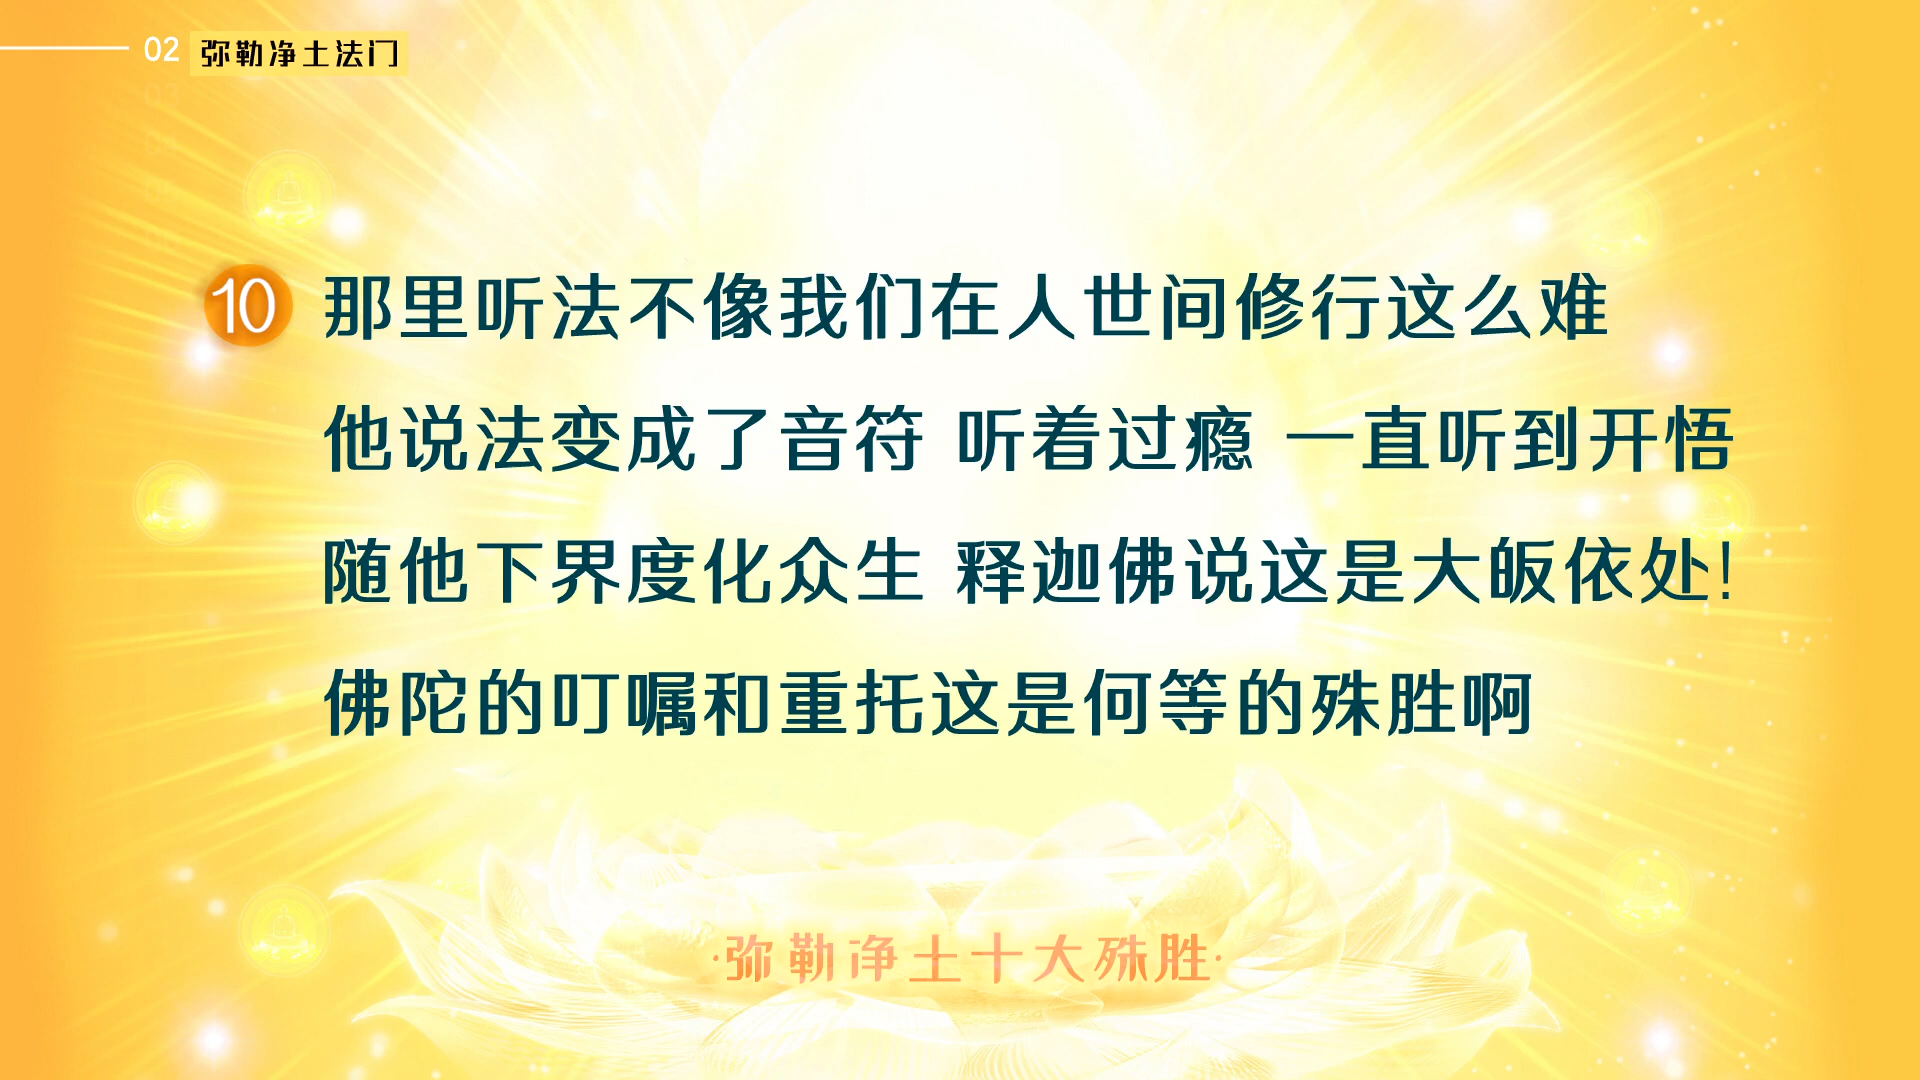 02 弥勒净土法门
10 那里听法不像我们在人世间修行这么难
他说法变成了音符 听着过瘾 一直听到开悟
随他下界度化众生 释迦佛说这是大皈依处!
佛陀的叮嘱和重托这是何等的殊胜啊
·弥勒净土十大殊胜·